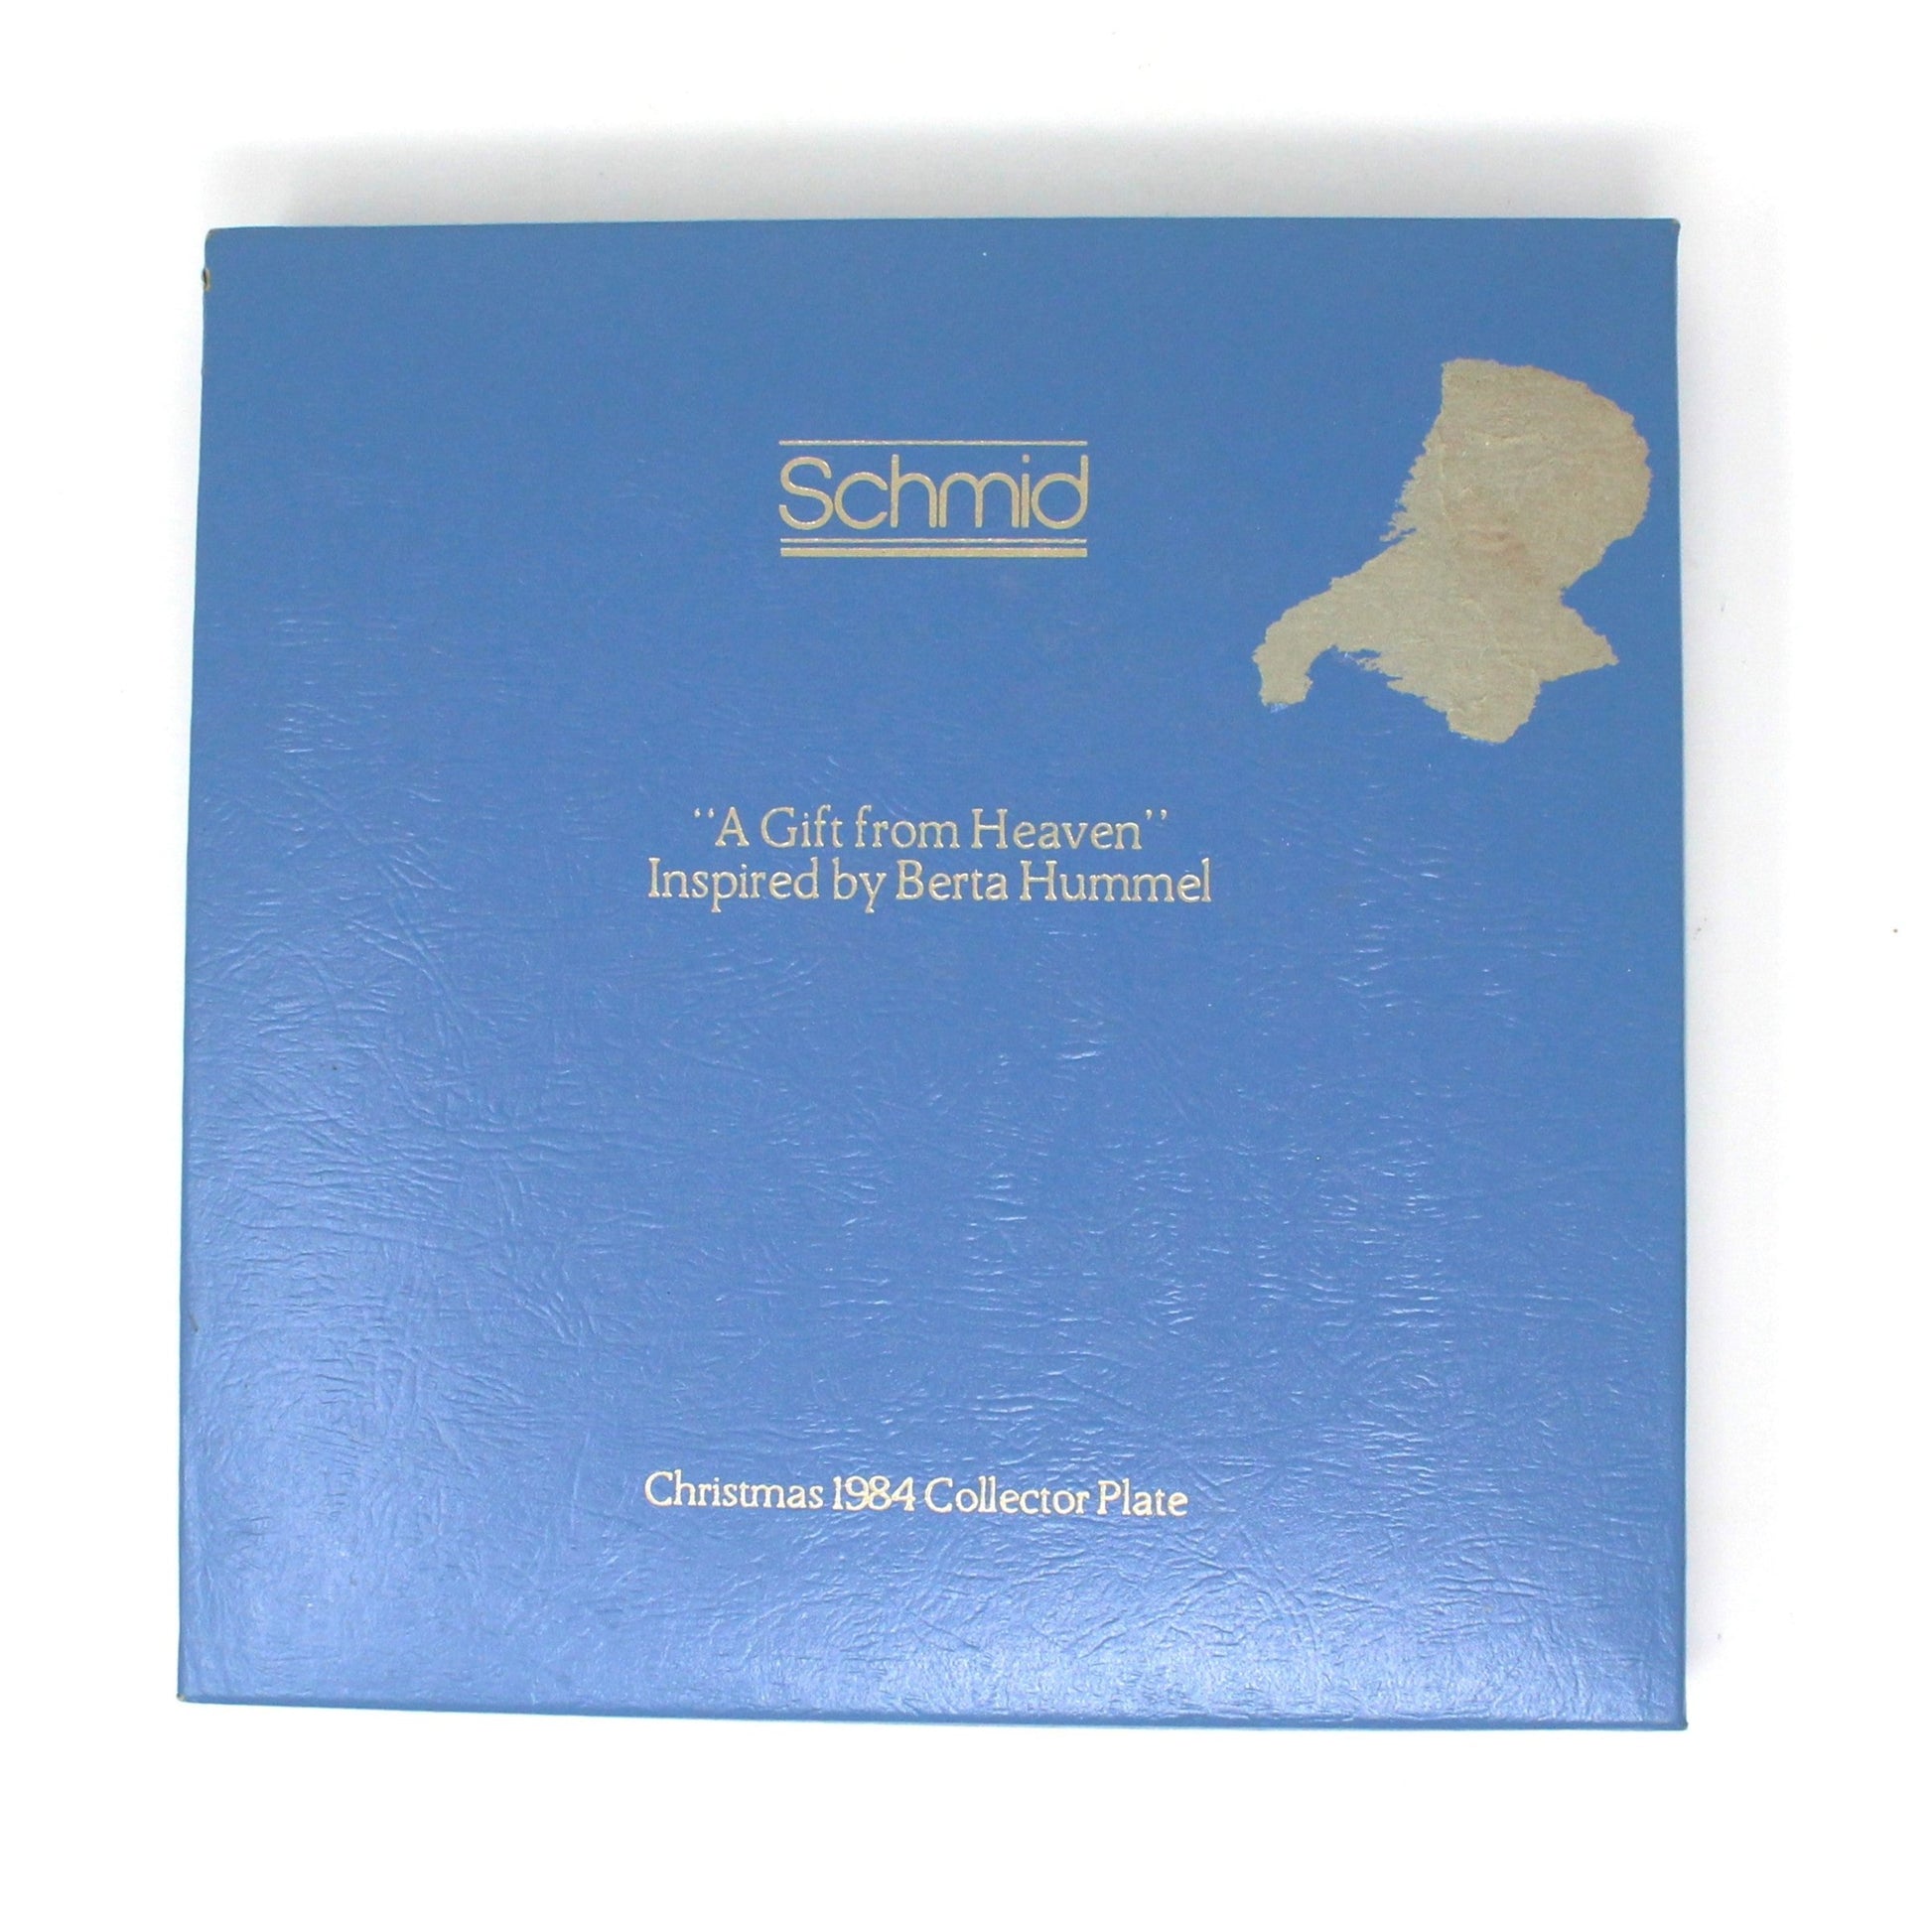 Schmid
“A Gift from Heaven”
Inspired by Berta Hummel
Christmas 1984 Collector Plate